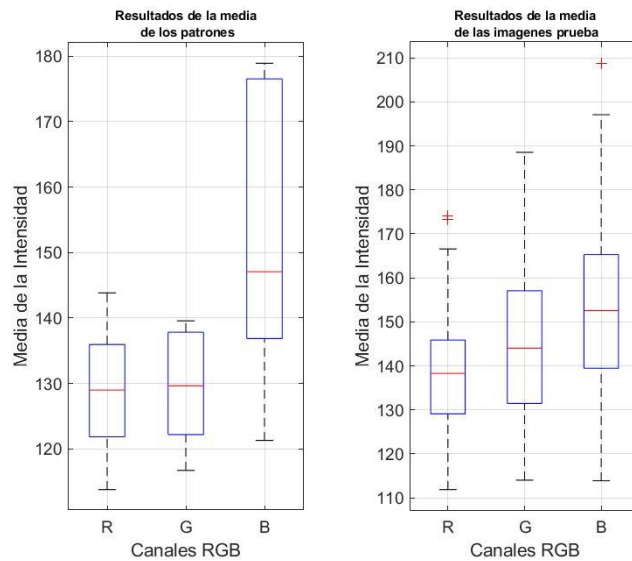 Resultados de la media
de los patrones
180
170
160
150
140
130
120
Media de la Intensidad
R G B
Canales RGB
Resultados de la media
de las imagenes prueba
210
200
190
180
170
160
150
140
130
120
110
Media de la Intensidad
R G B
Canales RGB